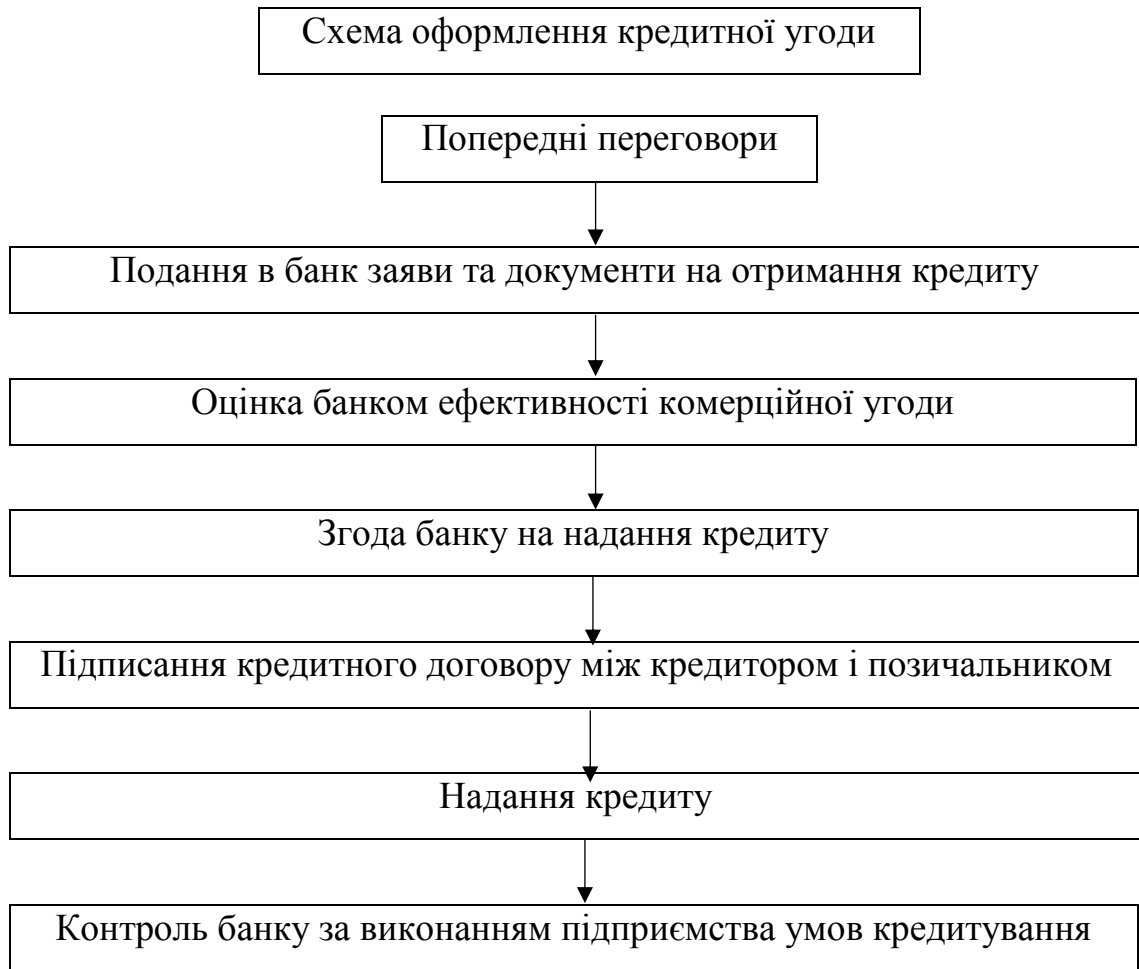 Схема оформлення кредитної угоди
Попередні переговори
Подання в банк заяви та документи на отримання кредиту
Оцінка банком ефективності комерційної угоди
Згода банку на надання кредиту
Підписання кредитного договору між кредитором і позичальником
Надання кредиту
Контроль банку за виконанням підприємства умов кредитування